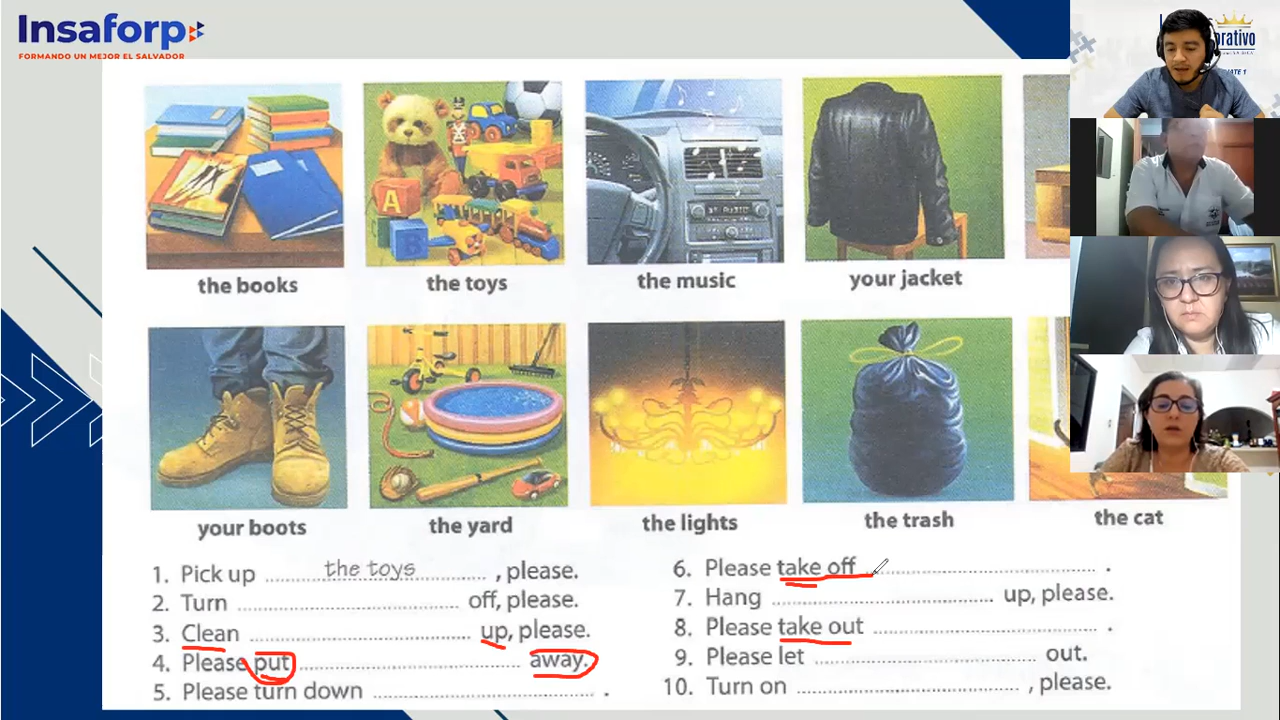 Insaforp
FORMANDO UN MEJOR EL SALVADOR
the books
the toys
the music
your jacket
your boots
the yard
the lights
the trash
the cat
1. Pick up the toys, please.
2. Turn ........ off, please.
3. Clean ........ up, please.
4. Please put ........ away.
5. Please turn down ........ .
6. Please take off ........ .
7. Hang ........ up, please.
8. Please take out ........ .
9. Please let ........ out.
10. Turn on ........ , please.